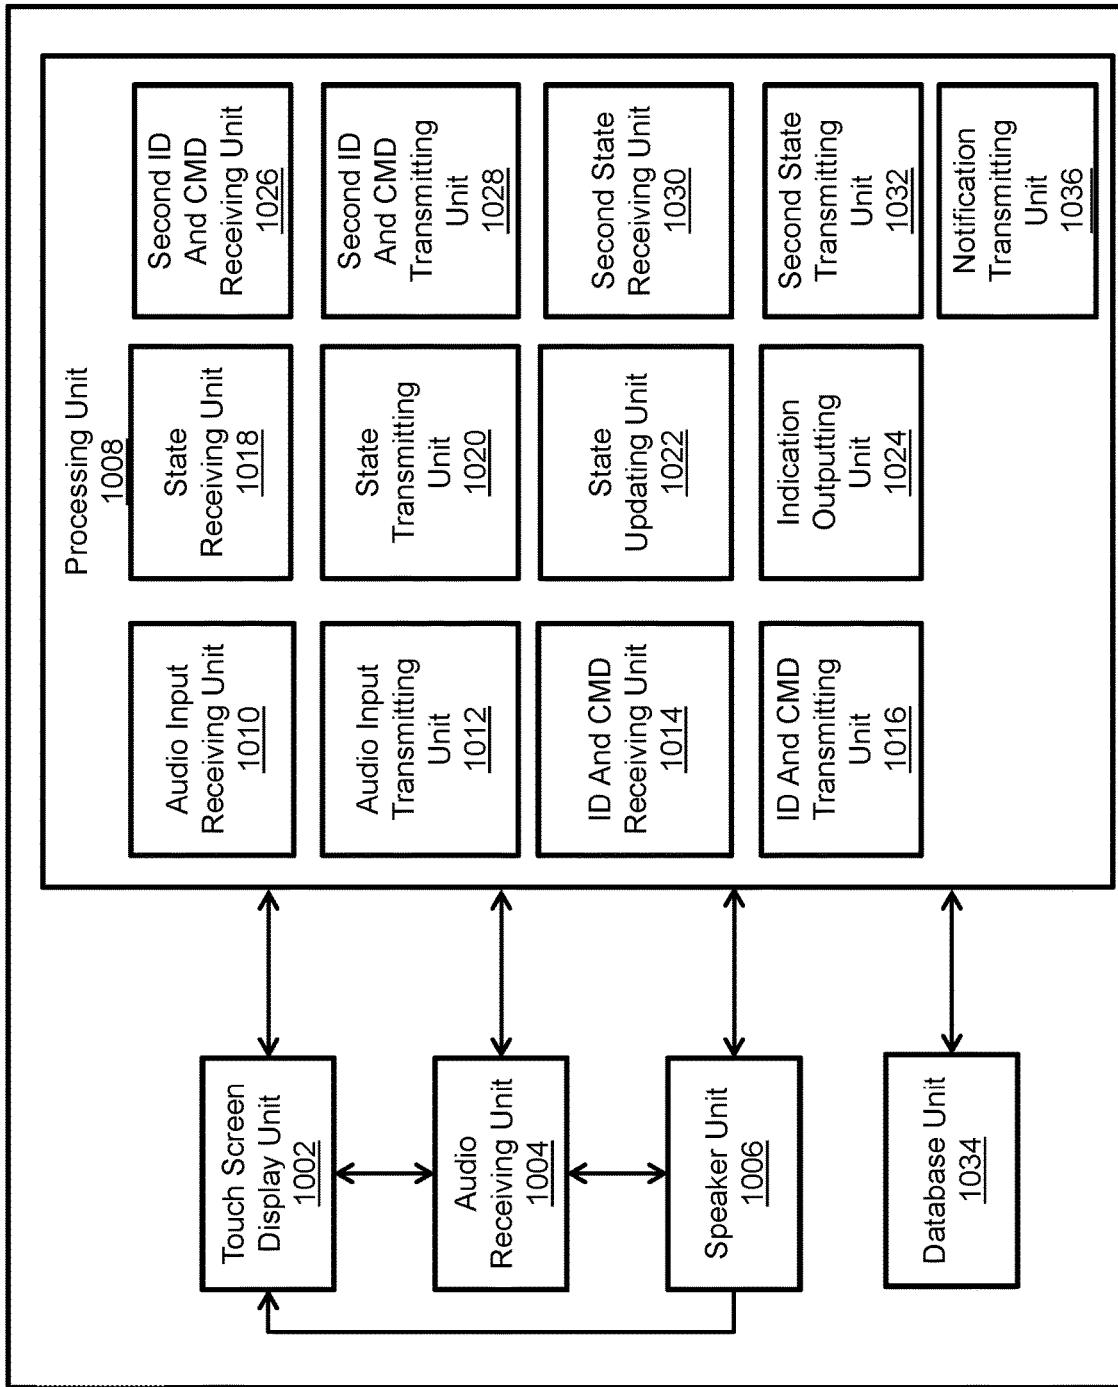 Processing Unit
1008
Touch Screen
Display Unit
1002
Audio
Receiving Unit
1004
Speaker Unit
1006
Database Unit
1034
Audio Input
Receiving Unit
1010
Audio Input
Transmitting
Unit
1012
ID And CMD
Receiving Unit
1014
ID And CMD
Transmitting
Unit
1016
State
Receiving Unit
1018
State
Transmitting
Unit
1020
State
Updating Unit
1022
Indication
Outputting
Unit
1024
Second ID
And CMD
Receiving Unit
1026
Second ID
And CMD
Transmitting
Unit
1028
Second State
Receiving Unit
1030
Second State
Transmitting
Unit
1032
Notification
Transmitting
Unit
1036